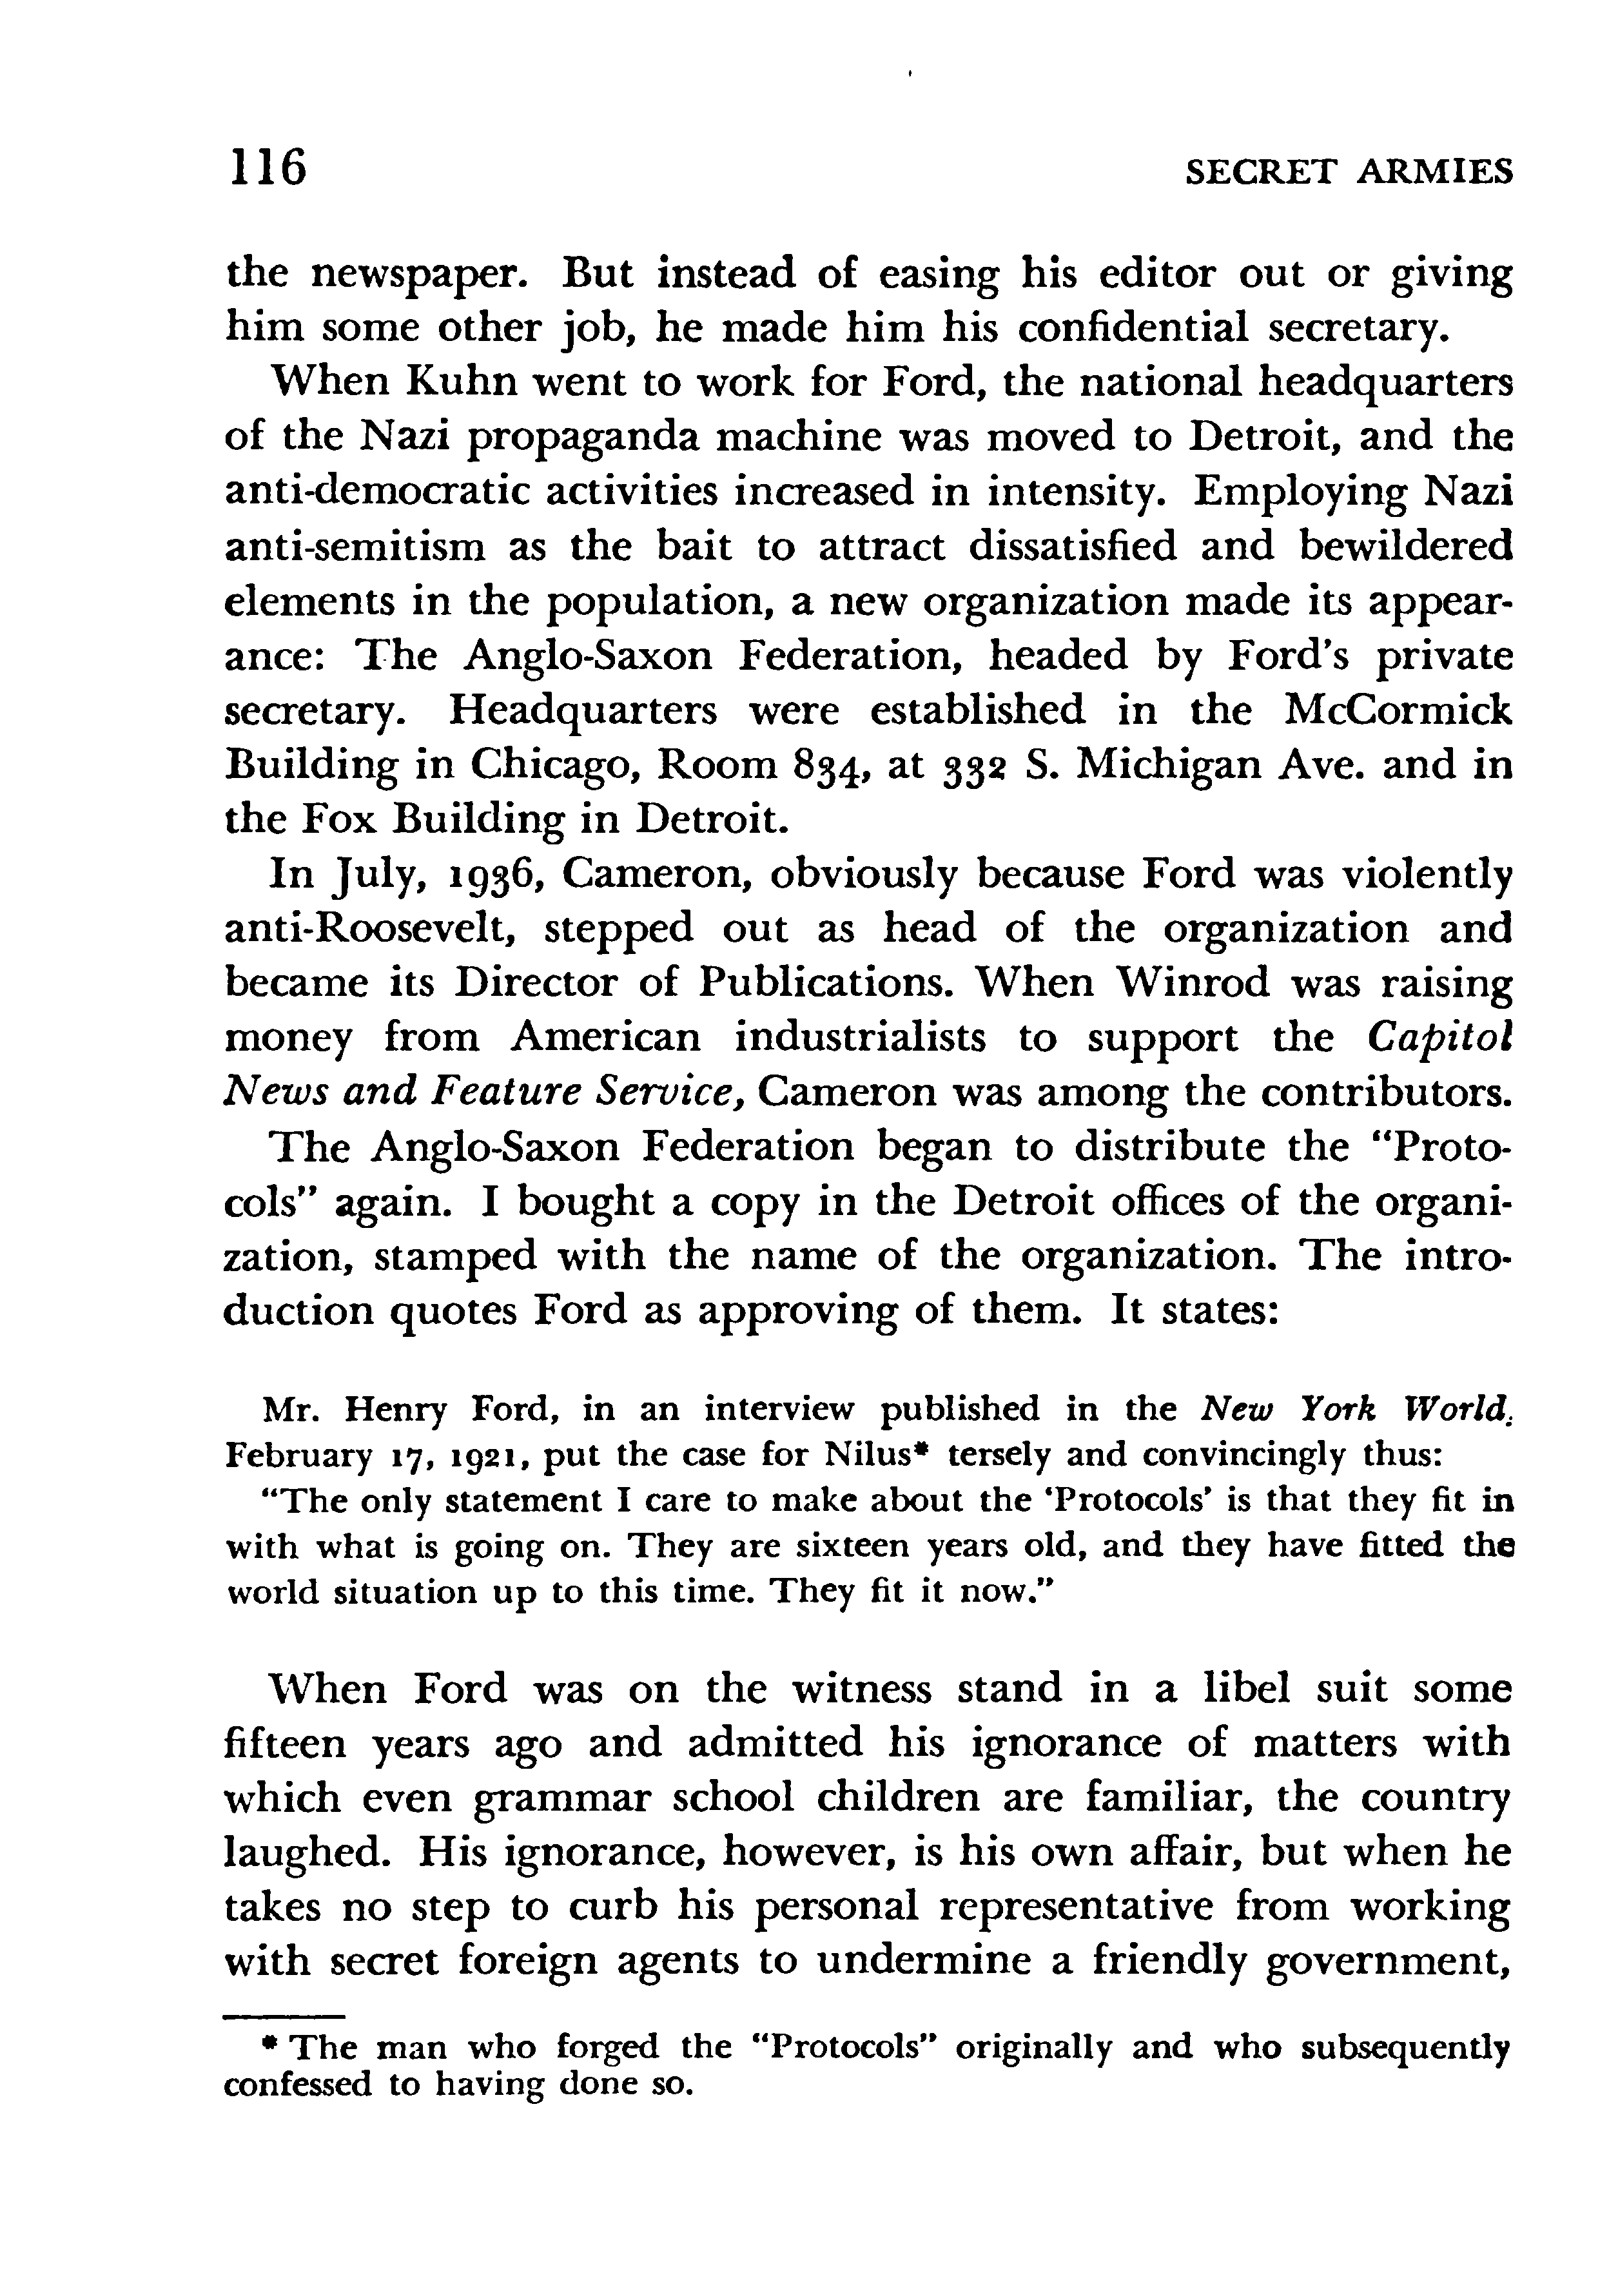 116 SECRET ARMIES
the newspaper. But instead of easing his editor out or giving
him some other job, he made him his confidential secretary.
When Kuhn went to work for Ford, the national headquarters
of the Nazi propaganda machine was moved to Detroit, and the
anti-democratic activities increased in intensity. Employing Nazi
anti-semitism as the bait to attract dissatisfied and bewildered
elements in the population, a new organization made its appear-
ance: The Anglo-Saxon Federation, headed by Ford's private
secretary. Headquarters were established in the McCormick
Building in Chicago, Room 834, at 332 S. Michigan Ave. and in
the Fox Building in Detroit.
In July, 1936, Cameron, obviously because Ford was violently
anti-Roosevelt, stepped out as head of the organization and
became its Director of Publications. When Winrod was raising
money from American industrialists to support the Capitol
News and Feature Service, Cameron was among the contributors.
The Anglo-Saxon Federation began to distribute the "Proto-
cols" again. I bought a copy in the Detroit offices of the organi-
zation, stamped with the name of the organization. The intro-
duction quotes Ford as approving of them. It states:
Mr. Henry Ford, in an interview published in the New York World,
February 17, 1921, put the case for Nilus* tersely and convincingly thus:
"The only statement I care to make about the 'Protocols' is that they fit in
with what is going on. They are sixteen years old, and they have fitted the
world situation up to this time. They fit it now."
When Ford was on the witness stand in a libel suit some
fifteen years ago and admitted his ignorance of matters with
which even grammar school children are familiar, the country
laughed. His ignorance, however, is his own affair, but when he
takes no step to curb his personal representative from working
with secret foreign agents to undermine a friendly government,
* The man who forged the "Protocols" originally and who subsequently
confessed to having done so.